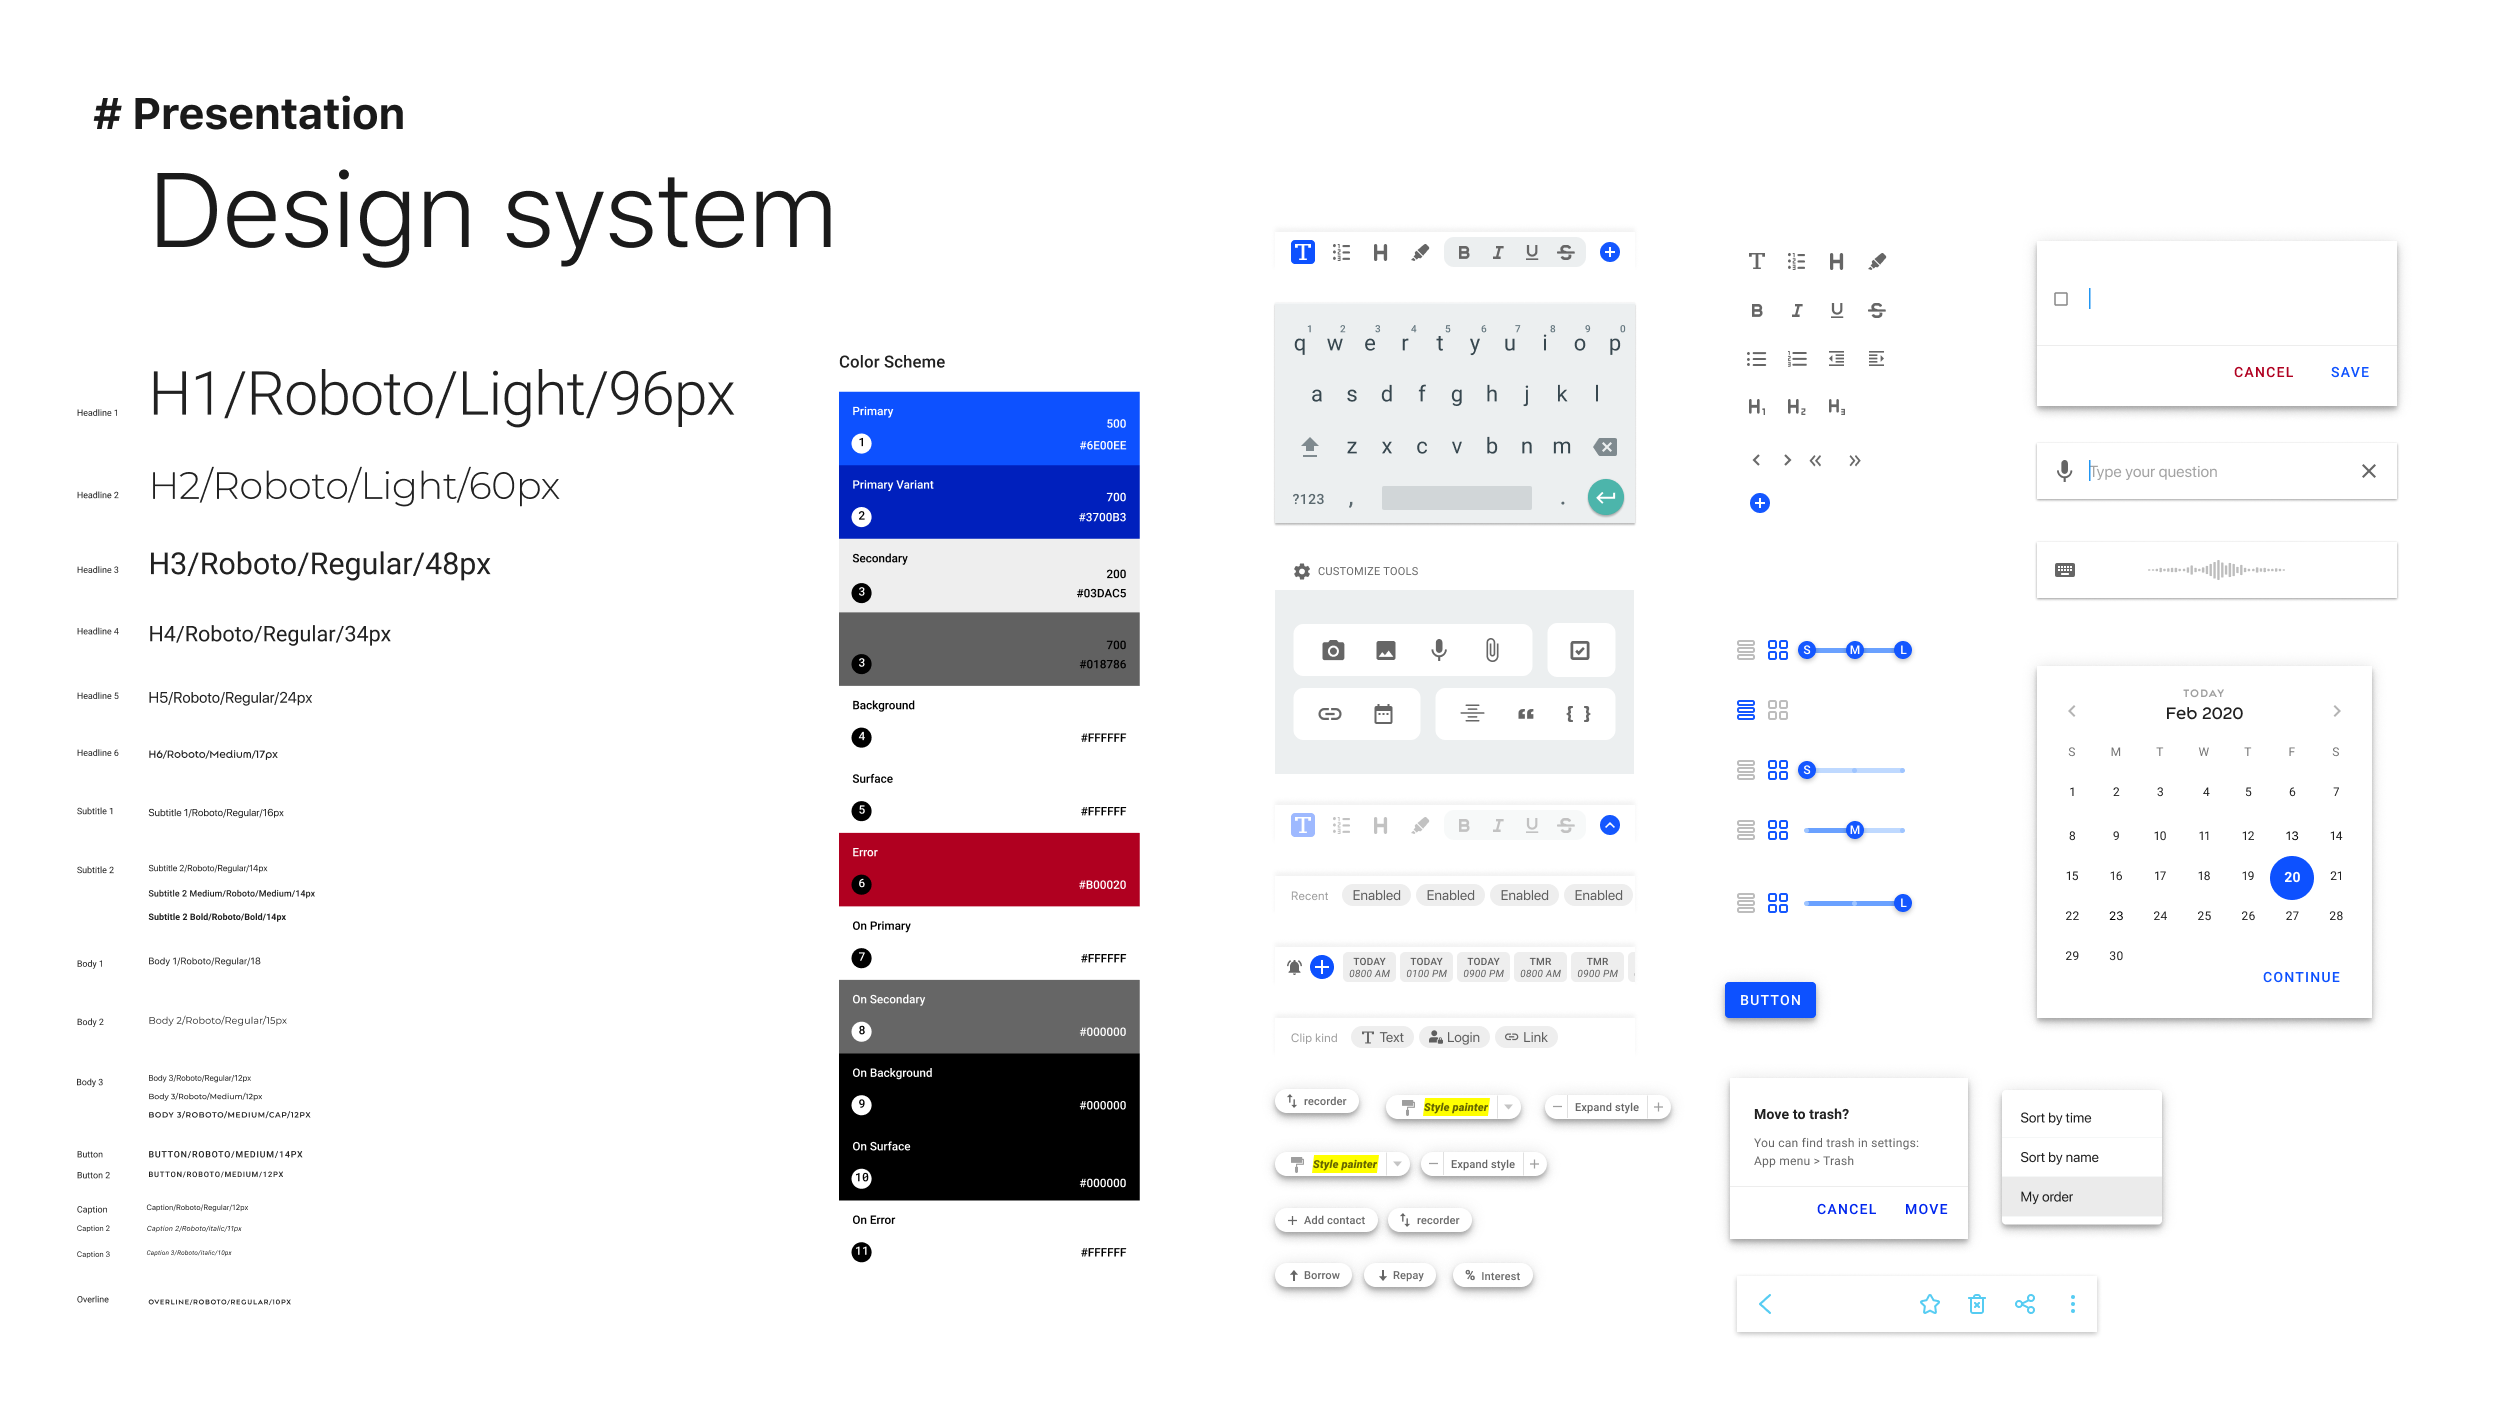 # Presentation
Design system
Headline 1
H1/Roboto/Light/96px
Headline 2
H2/Roboto/Light/60px
Headline 3
H3/Roboto/Regular/48px
Headline 4
H4/Roboto/Regular/34px
Headline 5
H5/Roboto/Regular/24px
Headline 6
H6/Roboto/Medium/17px
Subtitle 1
Subtitle 1/Roboto/Regular/16px
Subtitle 2
Subtitle 2/Roboto/Regular/14px
Subtitle 2 Medium/Roboto/Medium/14px
Subtitle 2 Bold/Roboto/Bold/14px
Body 1
Body 1/Roboto/Regular/18
Body 2
Body 2/Roboto/Regular/15px
Body 3
Body 3/Roboto/Regular/12px
Body 3/Roboto/Medium/12px
BODY 3/ROBOTO/MEDIUM/CAP/12PX
Button
BUTTON/ROBOTO/MEDIUM/14PX
Button 2
BUTTON/ROBOTO/MEDIUM/12PX
Caption
Caption/Roboto/Regular/12px
Caption 2
Caption 2/Roboto/italic/11px
Caption 3
Caption 3/Roboto/italic/10px
Overline
OVERLINE/ROBOTO/REGULAR/10PX
Color Scheme
Primary
500
1
#6E00EE
Primary Variant
700
2
#3700B3
Secondary
200
3
#03DAC5
700
3
#018786
Background
4
#FFFFFF
Surface
5
#FFFFFF
Error
6
#B00020
On Primary
7
#FFFFFF
On Secondary
8
#000000
On Background
9
#000000
On Surface
10
#000000
On Error
11
#FFFFFF
T H B I U S
1 2 3 4 5 6 7 8 9 0
q w e r t y u i o p
a s d f g h j k l
z x c v b n m
?123 , .
CUSTOMIZE TOOLS
“ { }
T H B I U S
Recent Enabled Enabled Enabled Enabled
TODAY TODAY TODAY TMR TMR
0800 AM 0100 PM 0900 PM 0800 AM 0900 PM
Clip kind T Text Login Link
recorder Style painter Expand style
Style painter Expand style
Add contact recorder
Borrow Repay % Interest
T H
B I U S
H1 H2 H3
S M L
S
M
L
BUTTON
Move to trash?
You can find trash in settings:
App menu > Trash
CANCEL MOVE
CANCEL SAVE
Type your question
TODAY
Feb 2020
S M T W T F S
1 2 3 4 5 6 7
8 9 10 11 12 13 14
15 16 17 18 19 20 21
22 23 24 25 26 27 28
29 30
CONTINUE
Sort by time
Sort by name
My order